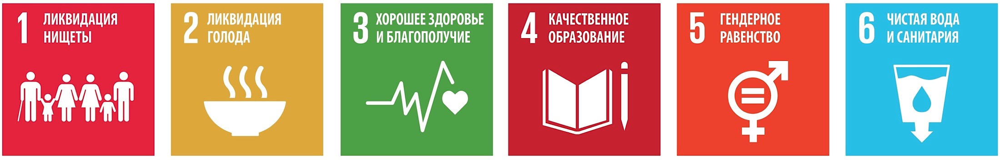 1 ЛИКВИДАЦИЯ
НИЩЕТЫ
2 ЛИКВИДАЦИЯ
ГОЛОДА
3 ХОРОШЕЕ ЗДОРОВЬЕ
И БЛАГОПОЛУЧИЕ
4 КАЧЕСТВЕННОЕ
ОБРАЗОВАНИЕ
5 ГЕНДЕРНОЕ
РАВЕНСТВО
6 ЧИСТАЯ ВОДА
И САНИТАРИЯ